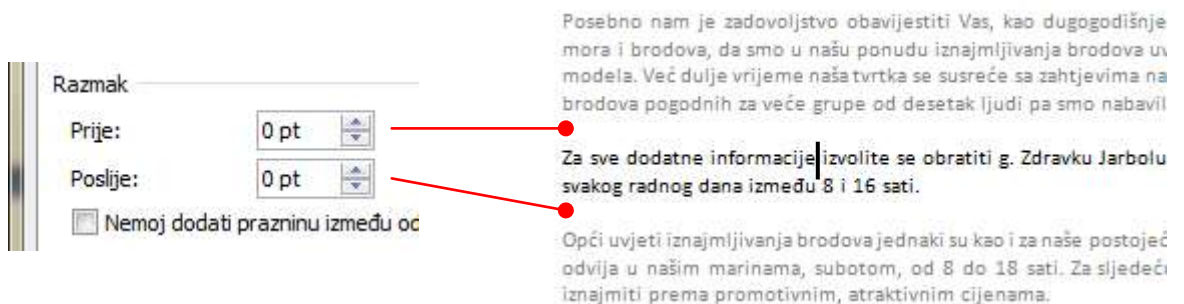 Razmak
Prije: 0 pt
Poslije: 0 pt
Nemoj dodati prazninu između od
Posebno nam je zadovoljstvo obavijestiti Vas, kao dugogodišnje
mora i brodova, da smo u našu ponudu iznajmljivanja brodova uv
modela. Već dulje vrijeme naša tvrtka se susreće sa zahtjevima na
brodova pogodnih za veće grupe od desetak ljudi pa smo nabavil
Za sve dodatne informacije izvolite se obratiti g. Zdravku Jarbolu
svakog radnog dana između 8 i 16 sati.
Opći uvjeti iznajmljivanja brodova jednaki su kao i za naše postojeć
odvija u našim marinama, subotom, od 8 do 18 sati. Za sljedeć
iznajmiti prema promotivnim, atraktivnim cijenama.